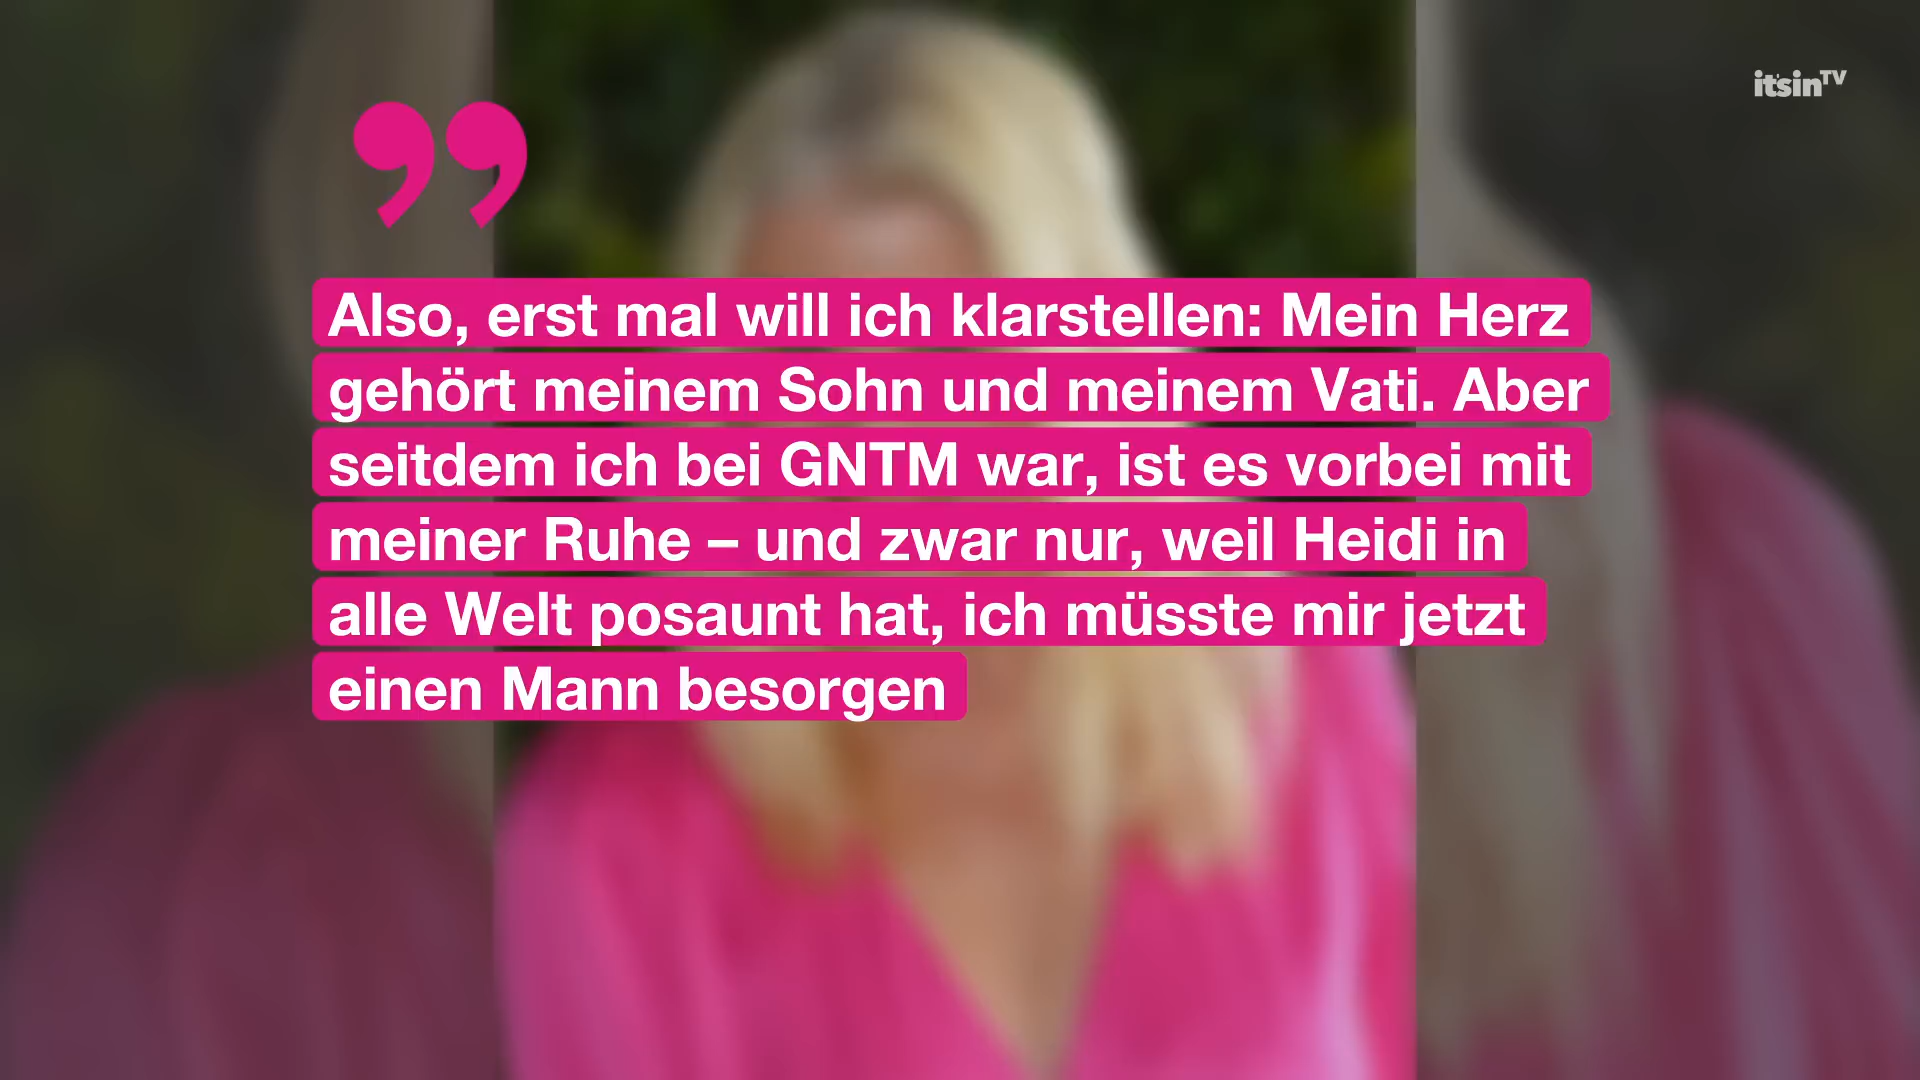 it'sinTV
”
Also, erst mal will ich klarstellen: Mein Herz
gehört meinem Sohn und meinem Vati. Aber
seitdem ich bei GNTM war, ist es vorbei mit
meiner Ruhe – und zwar nur, weil Heidi in
alle Welt posaunt hat, ich müsste mir jetzt
einen Mann besorgen